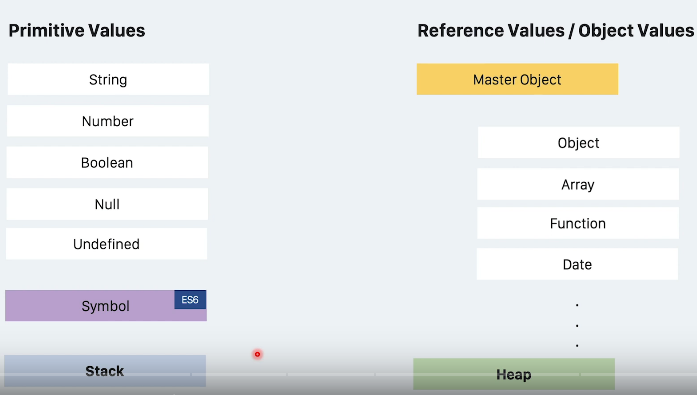 Primitive Values
String
Number
Boolean
Null
Undefined
Symbol
ES6
Stack
Reference Values / Object Values
Master Object
Object
Array
Function
Date
.
.
.
Heap